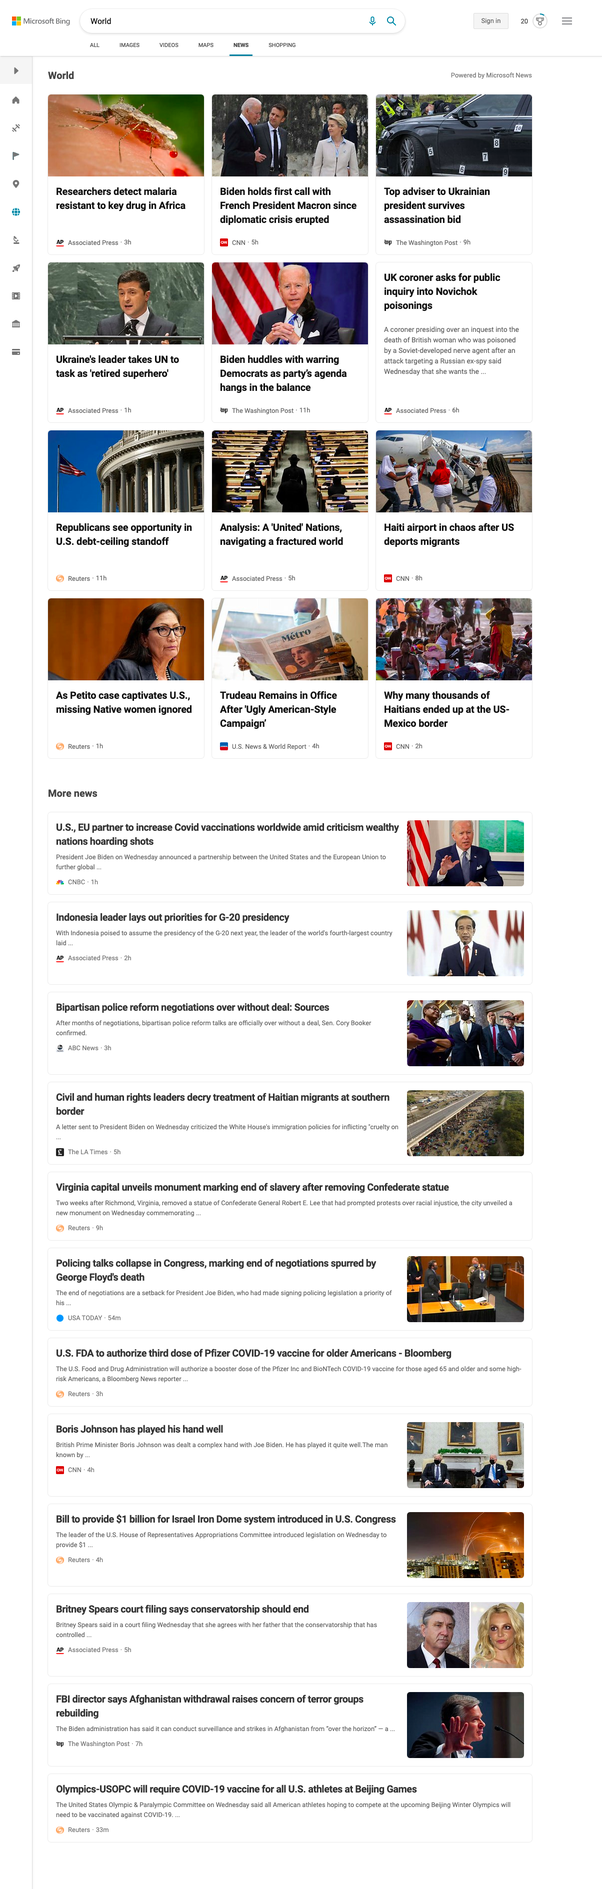 Microsoft Bing
World
Sign in
20
ALL IMAGES VIDEOS MAPS NEWS SHOPPING
World
Powered by Microsoft News
Researchers detect malaria
resistant to key drug in Africa
AP Associated Press · 3h
Biden holds first call with
French President Macron since
diplomatic crisis erupted
CNN CNN · 5h
Top adviser to Ukrainian
president survives
assassination bid
wp The Washington Post · 9h
Ukraine's leader takes UN to
task as 'retired superhero'
AP Associated Press · 1h
Biden huddles with warring
Democrats as party's agenda
hangs in the balance
wp The Washington Post · 11h
UK coroner asks for public
inquiry into Novichok
poisonings
A coroner presiding over an inquest into the
death of British woman who was poisoned
by a Soviet-developed nerve agent after an
attack targeting a Russian ex-spy said
Wednesday that she wants the ...
AP Associated Press · 6h
Republicans see opportunity in
U.S. debt-ceiling standoff
Reuters · 11h
Analysis: A 'United' Nations,
navigating a fractured world
AP Associated Press · 5h
Haiti airport in chaos after US
deports migrants
CNN CNN · 8h
As Petito case captivates U.S.,
missing Native women ignored
Reuters · 1h
Métro
Trudeau Remains in Office
After 'Ugly American-Style
Campaign'
U.S. News & World Report · 4h
Why many thousands of
Haitians ended up at the US-
Mexico border
CNN CNN · 2h
More news
U.S., EU partner to increase Covid vaccinations worldwide amid criticism wealthy
nations hoarding shots
President Joe Biden on Wednesday announced a partnership between the United States and the European Union to
further global ...
CNBC · 1h
Indonesia leader lays out priorities for G-20 presidency
With Indonesia poised to assume the presidency of the G-20 next year, the leader of the world's fourth-largest country
laid ...
AP Associated Press · 2h
Bipartisan police reform negotiations over without deal: Sources
After months of negotiations, bipartisan police reform talks are officially over without a deal, Sen. Cory Booker
confirmed.
ABC News · 3h
Civil and human rights leaders decry treatment of Haitian migrants at southern
border
A letter sent to President Biden on Wednesday criticized the White House's immigration policies for inflicting "cruelty on
...
The LA Times · 5h
Virginia capital unveils monument marking end of slavery after removing Confederate statue
Two weeks after Richmond, Virginia, removed a statue of Confederate General Robert E. Lee that had prompted protests over racial injustice, the city unveiled a
new monument on Wednesday commemorating ...
Reuters · 9h
Policing talks collapse in Congress, marking end of negotiations spurred by
George Floyd's death
The end of negotiations are a setback for President Joe Biden, who had made signing policing legislation a priority of
his ...
USA TODAY · 54m
U.S. FDA to authorize third dose of Pfizer COVID-19 vaccine for older Americans - Bloomberg
The U.S. Food and Drug Administration will authorize a booster dose of the Pfizer Inc and BioNTech COVID-19 vaccine for those aged 65 and older and some high-
risk Americans, a Bloomberg News reporter ...
Reuters · 3h
Boris Johnson has played his hand well
British Prime Minister Boris Johnson was dealt a complex hand with Joe Biden. He has played it quite well.The man
known by ...
CNN CNN · 4h
Bill to provide $1 billion for Israel Iron Dome system introduced in U.S. Congress
The leader of the U.S. House of Representatives Appropriations Committee introduced legislation on Wednesday to
provide $1 ...
Reuters · 4h
Britney Spears court filing says conservatorship should end
Britney Spears said in a court filing Wednesday that she agrees with her father that the conservatorship that has
controlled ...
AP Associated Press · 5h
FBI director says Afghanistan withdrawal raises concern of terror groups
rebuilding
The Biden administration has said it can conduct surveillance and strikes in Afghanistan from "over the horizon" — a ...
wp The Washington Post · 7h
Olympics-USOPC will require COVID-19 vaccine for all U.S. athletes at Beijing Games
The United States Olympic & Paralympic Committee on Wednesday said all American athletes hoping to compete at the upcoming Beijing Winter Olympics will
need to be vaccinated against COVID-19. ...
Reuters · 33m